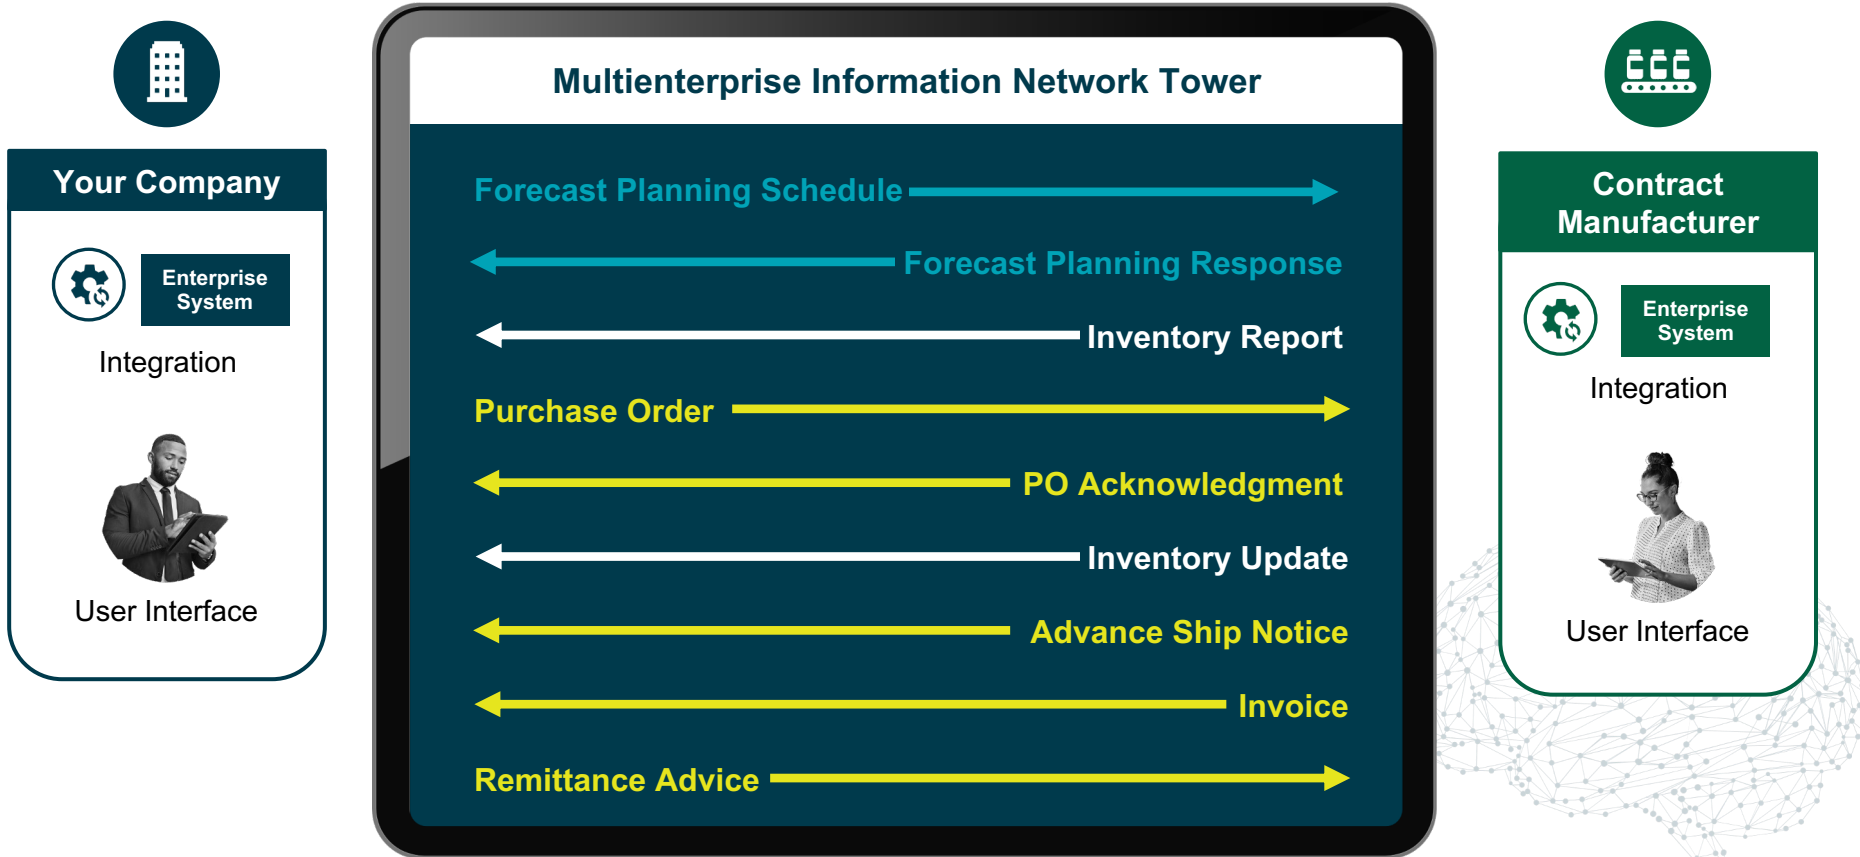 Multienterprise Information Network Tower
Your Company
Enterprise
System
Integration
User Interface
Forecast Planning Schedule
Forecast Planning Response
Inventory Report
Purchase Order
PO Acknowledgment
Inventory Update
Advance Ship Notice
Invoice
Remittance Advice
Contract
Manufacturer
Enterprise
System
Integration
User Interface